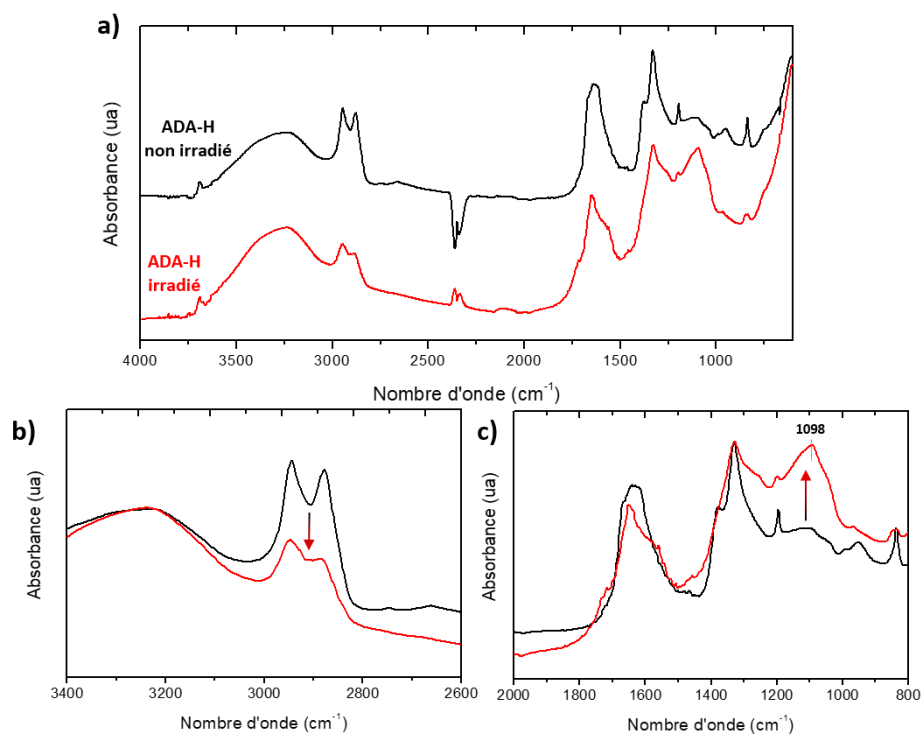 a)
Absorbance (ua)
ADA-H
non irradié
ADA-H
irradié
4000 3500 3000 2500 2000 1500 1000
Nombre d'onde (cm⁻¹)
b)
Absorbance (ua)
3400 3200 3000 2800 2600
Nombre d'onde (cm⁻¹)
c)
1098
Absorbance (ua)
2000 1800 1600 1400 1200 1000 800
Nombre d'onde (cm⁻¹)